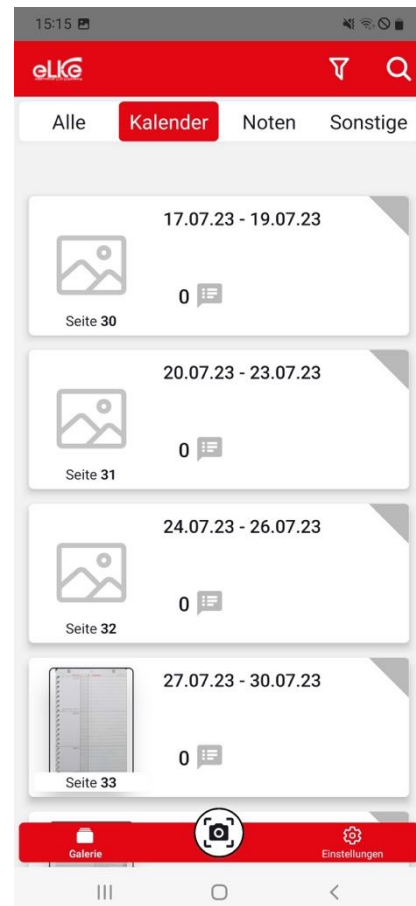 15:15
eLKe
Alle Kalender Noten Sonstige
17.07.23 - 19.07.23
0
Seite 30
20.07.23 - 23.07.23
0
Seite 31
24.07.23 - 26.07.23
0
Seite 32
27.07.23 - 30.07.23
0
Seite 33
Galerie Einstellungen